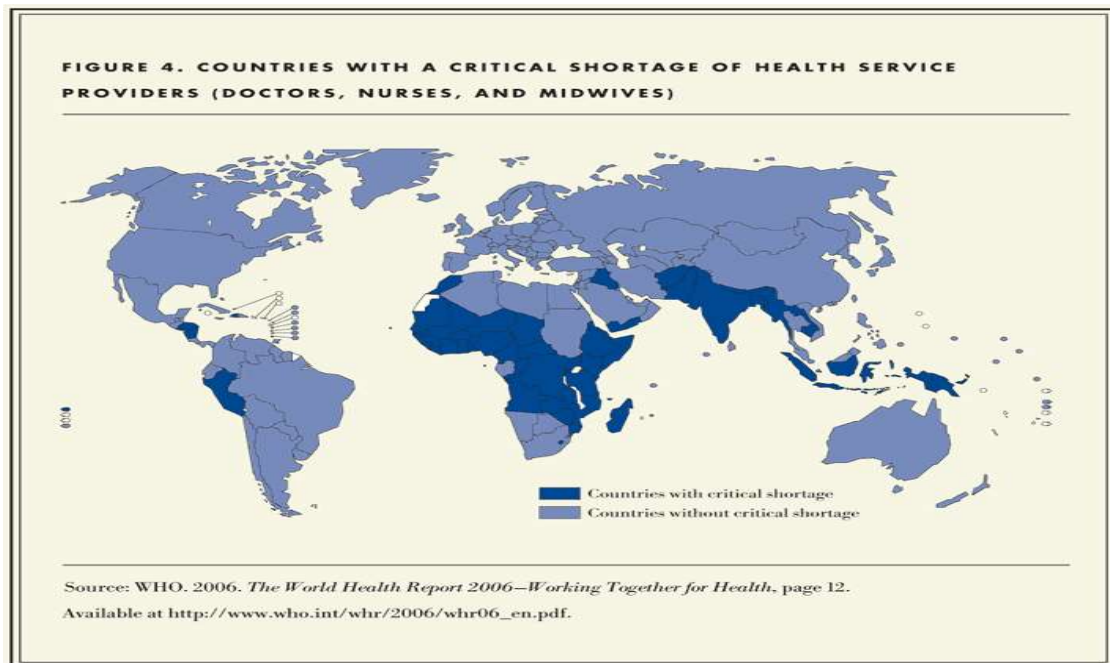 FIGURE 4. COUNTRIES WITH A CRITICAL SHORTAGE OF HEALTH SERVICE
PROVIDERS (DOCTORS, NURSES, AND MIDWIVES)
Countries with critical shortage
Countries without critical shortage
Source: WHO. 2006. The World Health Report 2006—Working Together for Health, page 12.
Available at http://www.who.int/whr/2006/whr06_en.pdf.